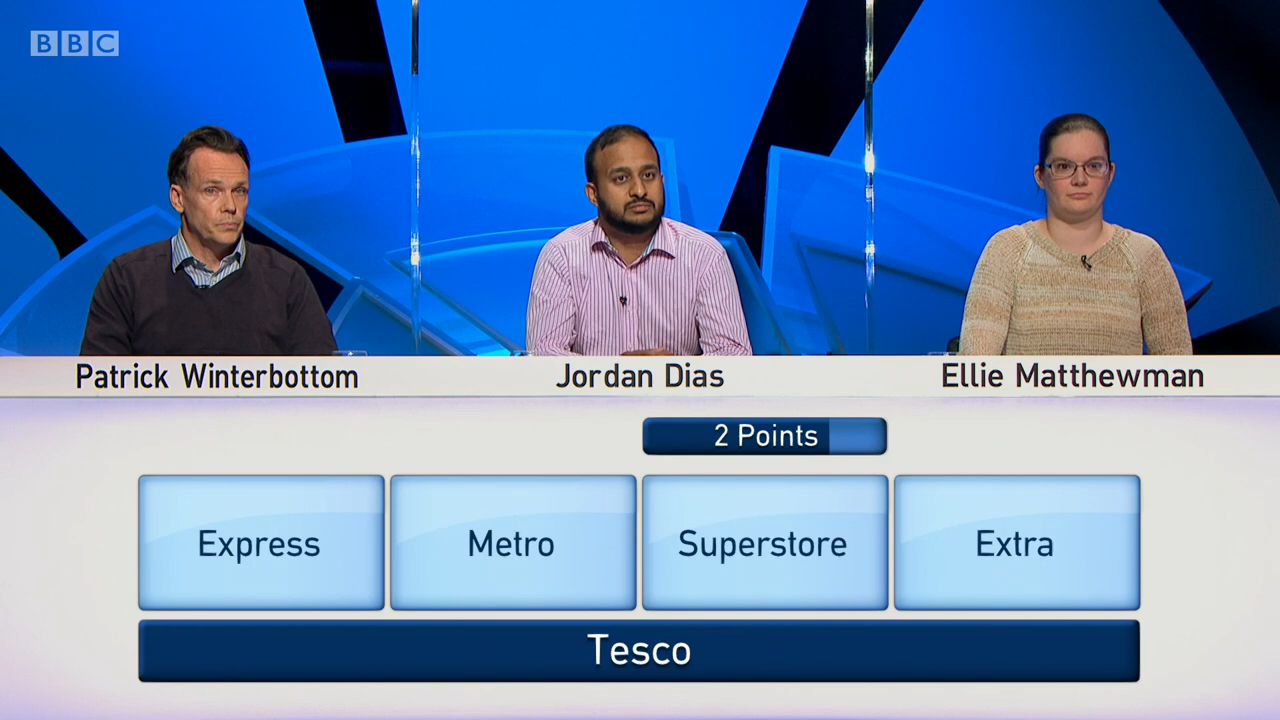 BBC
Patrick Winterbottom
Jordan Dias
Ellie Matthewman
2 Points
Express
Metro
Superstore
Extra
Tesco